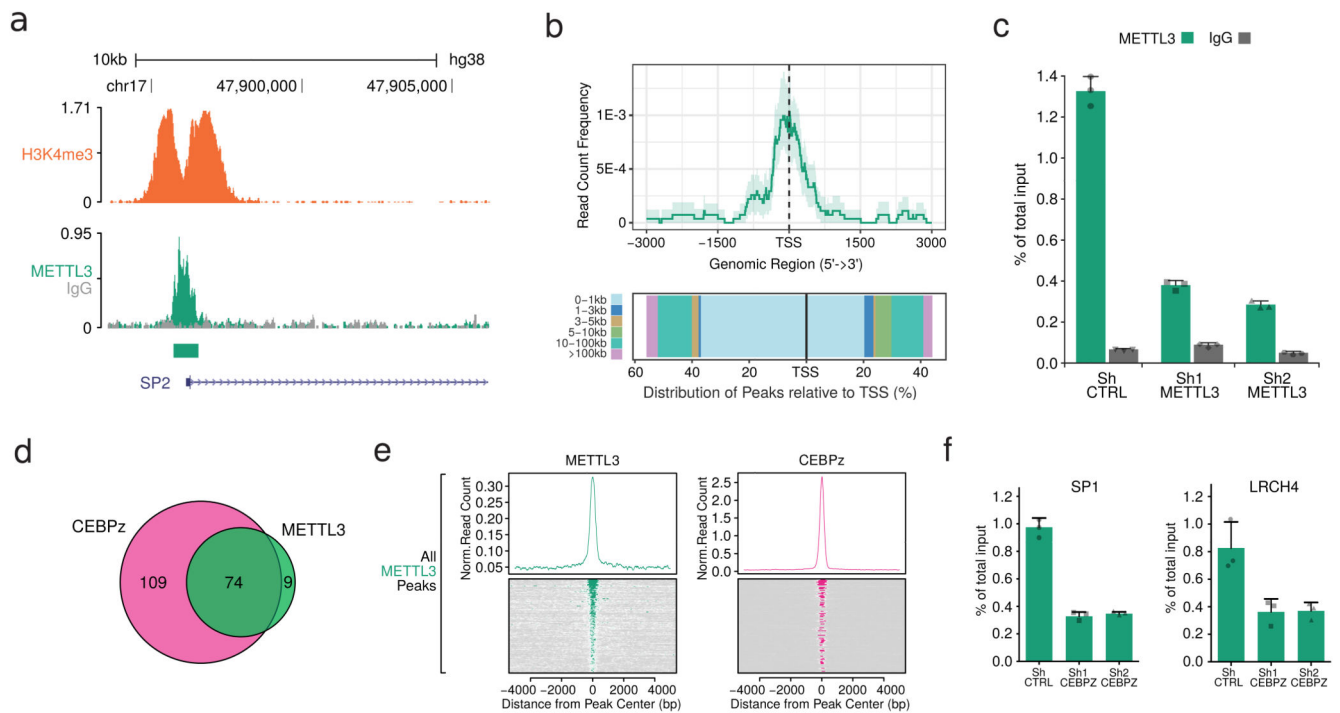 a
10kb
hg38
chr17
47,900,000
47,905,000
1.71
H3K4me3
0
0.95
METTL3
IgG
0
SP2
b
Read Count Frequency
1E-3
5E-4
0
−3000 −1500 TSS 1500 3000
Genomic Region (5'->3')
0-1kb
1-3kb
3-5kb
5-10kb
10-100kb
>100kb
60 40 20 TSS 20 40
Distribution of Peaks relative to TSS (%)
c
METTL3 IgG
% of total input
1.4
1.2
1.0
0.8
0.6
0.4
0.2
0.0
Sh CTRL
Sh1 METTL3
Sh2 METTL3
d
CEBPz
METTL3
109 74 9
e
All
METTL3
Peaks
METTL3
Norm.Read Count
0.30
0.25
0.20
0.15
0.10
0.05
−4000 −2000 0 2000 4000
Distance from Peak Center (bp)
CEBPz
Norm.Read Count
2.5
2.0
1.5
1.0
0.5
0.0
−4000 −2000 0 2000 4000
Distance from Peak Center (bp)
f
SP1
% of total input
1.2
1.0
0.8
0.6
0.4
0.2
0.0
Sh CTRL
Sh1 CEBPZ
Sh2 CEBPZ
LRCH4
% of total input
1.2
1.0
0.8
0.6
0.4
0.2
0.0
Sh CTRL
Sh1 CEBPZ
Sh2 CEBPZ